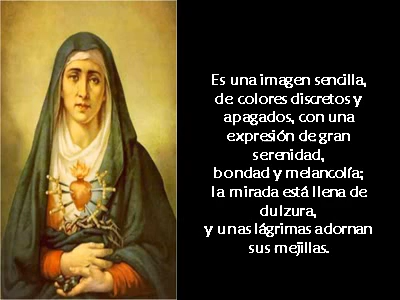 Es una imagen sencilla,
de colores discretos y
apagados, con una
expresión de gran
serenidad,
bondad y melancolía;
la mirada está llena de
dulzura,
y unas lágrimas adornan
sus mejillas.